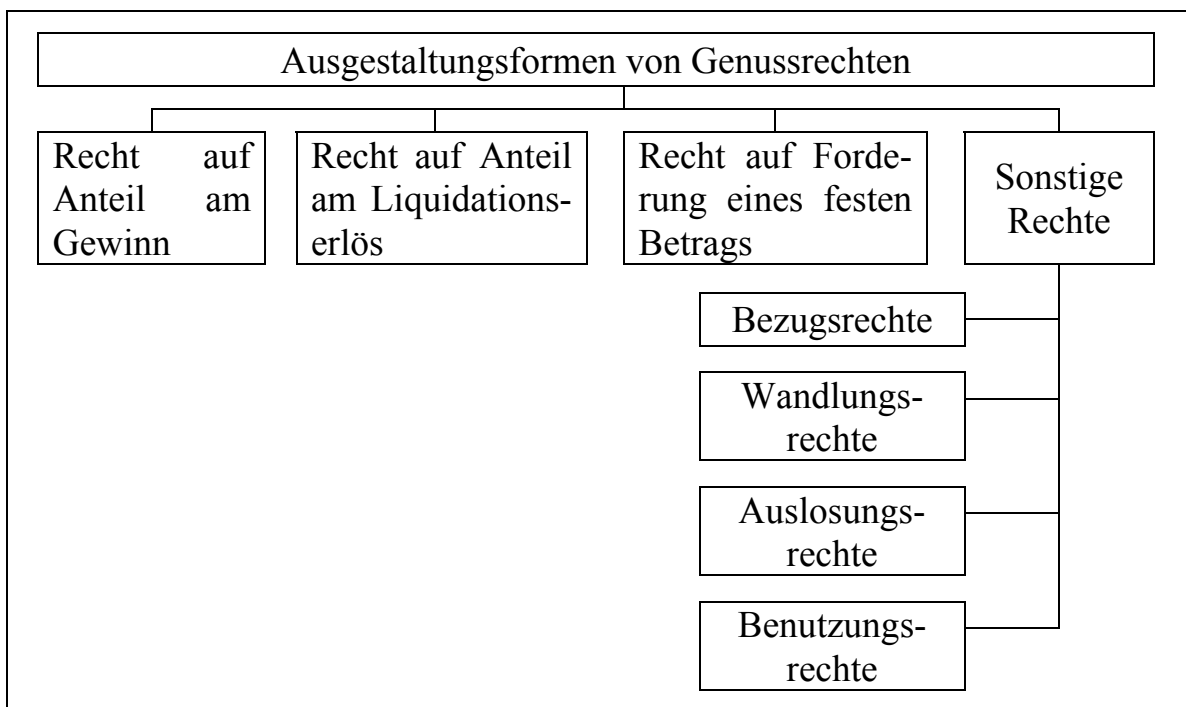 Ausgestaltungsformen von Genussrechten
Recht auf
Anteil am
Gewinn
Recht auf Anteil
am Liquidations-
erlös
Recht auf Forde-
rung eines festen
Betrags
Sonstige
Rechte
Bezugsrechte
Wandlungs-
rechte
Auslosungs-
rechte
Benutzungs-
rechte